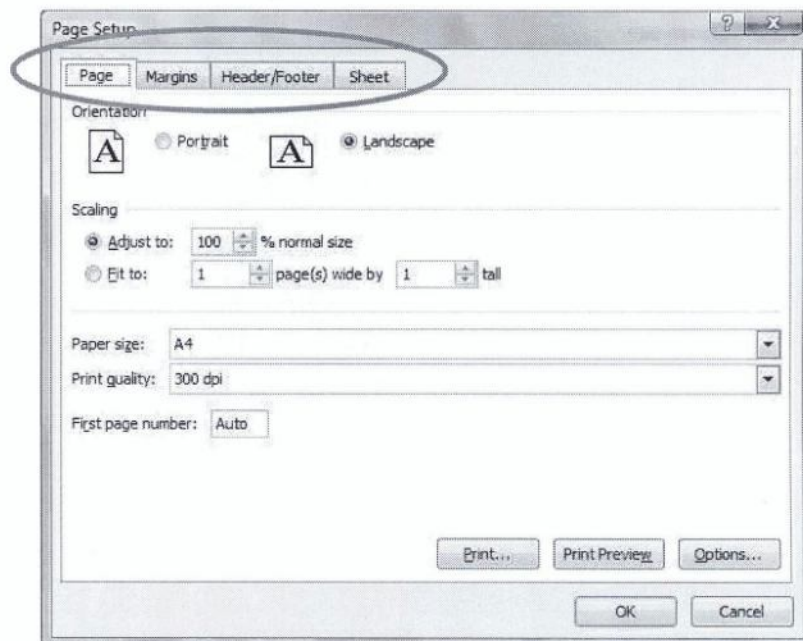 Page Setup
Page Margins Header/Footer Sheet
Orientation
A Portrait A Landscape
Scaling
Adjust to: 100 % normal size
Fit to: 1 page(s) wide by 1 tall
Paper size: A4
Print quality: 300 dpi
First page number: Auto
Print... Print Preview Options...
OK Cancel